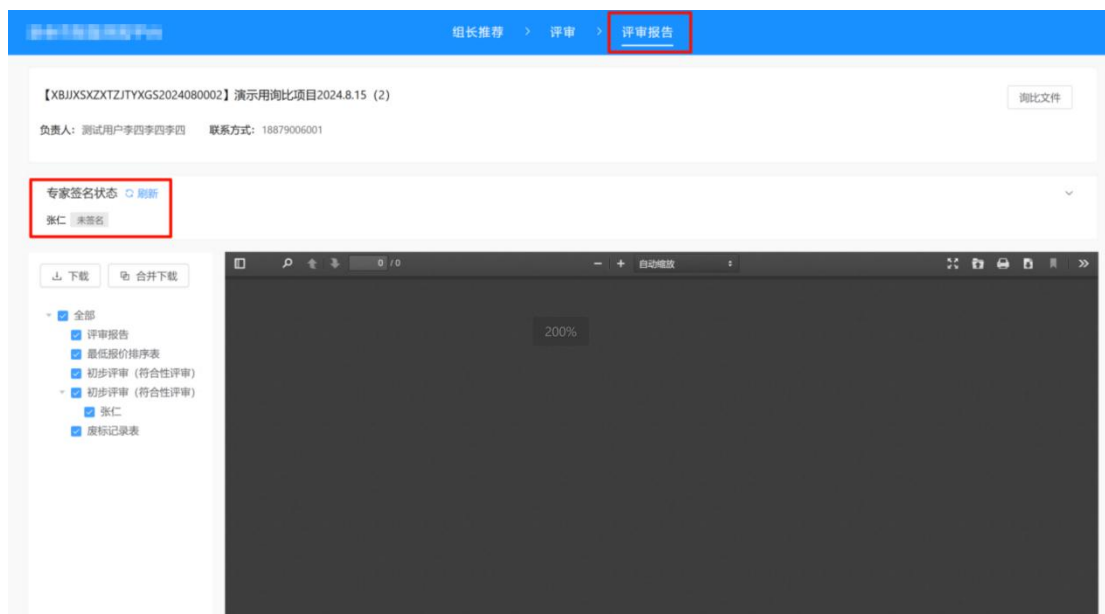 组长推荐 > 评审 > 评审报告
【XBJJXSXZXTZJTYXGS2024080002】演示用询比项目2024.8.15（2）
询比文件
负责人：测试用户李四李四李四 联系方式：18879006001
专家签名状态 刷新
张仁 未签名
下载 合并下载
0 / 0
自动缩放
200%
全部
评审报告
最低报价排序表
初步评审（符合性评审）
初步评审（符合性评审）
张仁
废标记录表